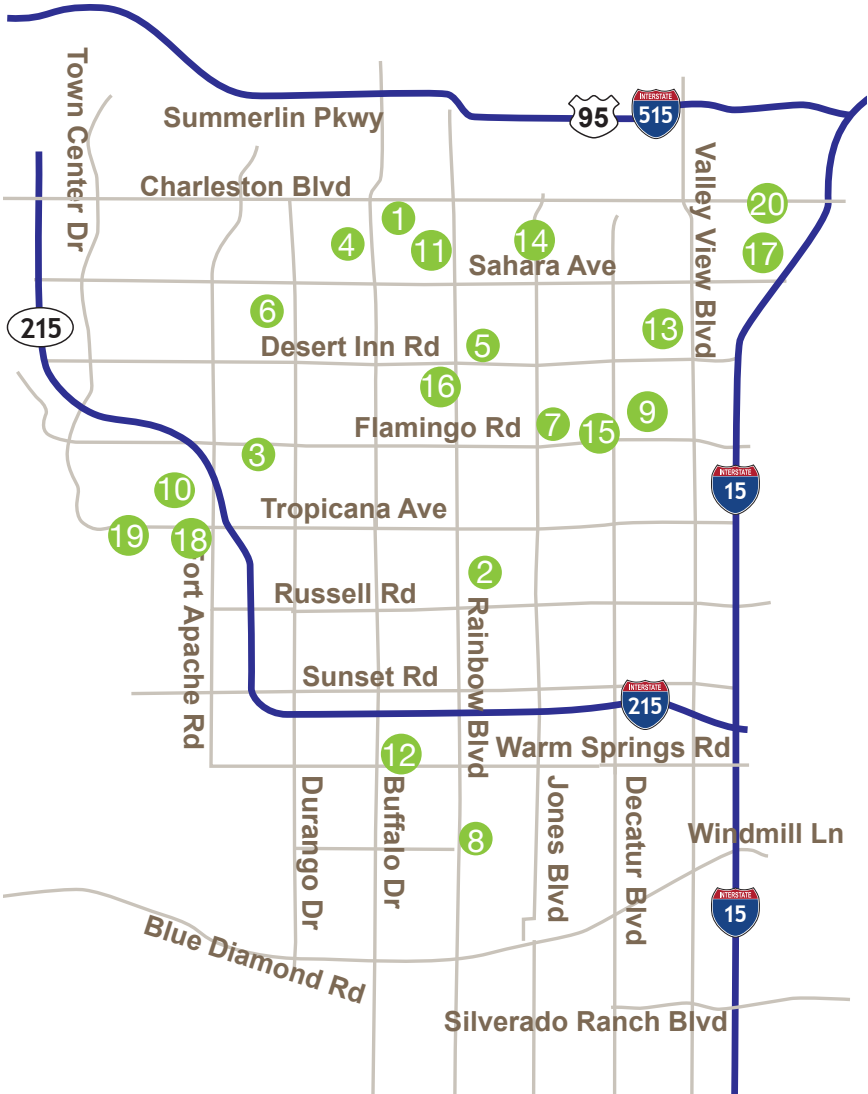 Town Center Dr
Summerlin Pkwy
95
INTERSTATE
515
Valley View Blvd
Charleston Blvd
20
1
4
11
14
17
Sahara Ave
6
215
13
5
Desert Inn Rd
16
9
7
15
Flamingo Rd
3
INTERSTATE
15
10
Tropicana Ave
19
18
2
Russell Rd
ort Apache Rd
Rainbow Blvd
Sunset Rd
INTERSTATE
215
12
Warm Springs Rd
Durango Dr
Buffalo Dr
Jones Blvd
Decatur Blvd
8
Windmill Ln
INTERSTATE
15
Blue Diamond Rd
Silverado Ranch Blvd